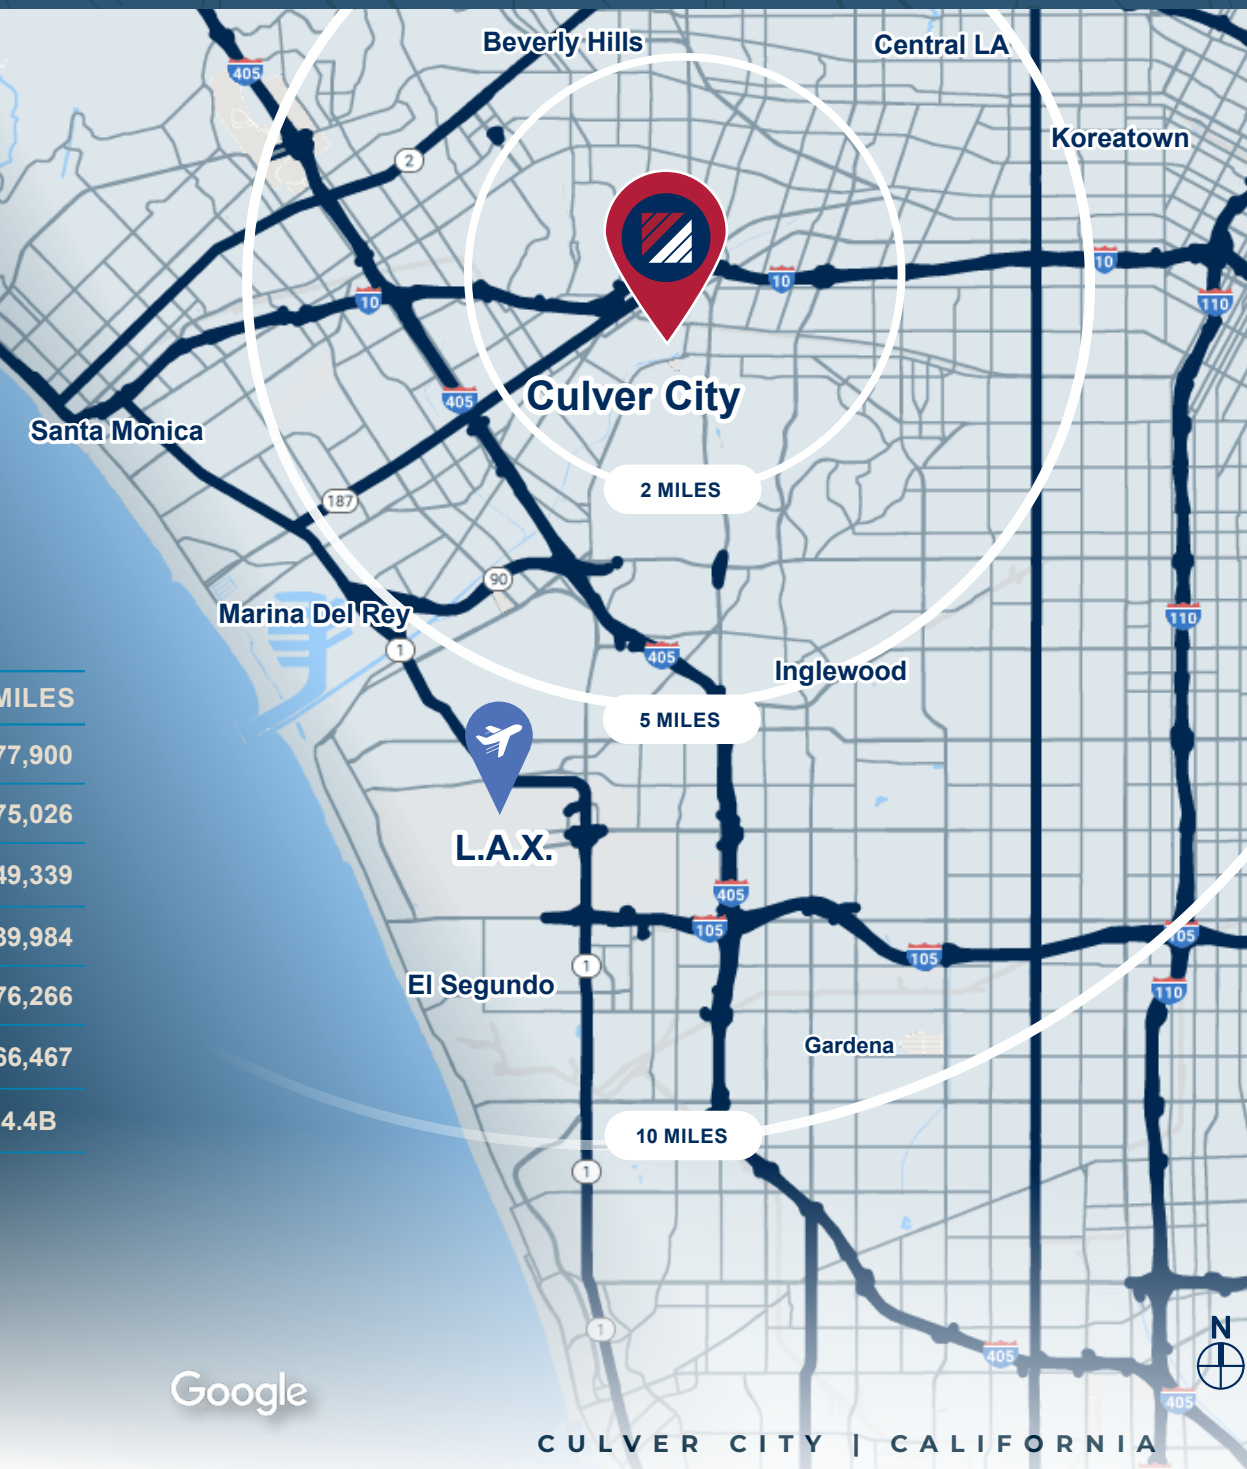 Beverly Hills
Central LA
405
Koreatown
2
10
10
10
110
405
Culver City
Santa Monica
2 MILES
187
90
Marina Del Rey
110
1
405
Inglewood
MILES
5 MILES
77,900
75,026
L.A.X.
49,339
405
105
105
39,984
105
1
El Segundo
76,266
110
Gardena
66,467
4.4B
10 MILES
1
1
N
405
405
Google
CULVER CITY | CALIFORNIA